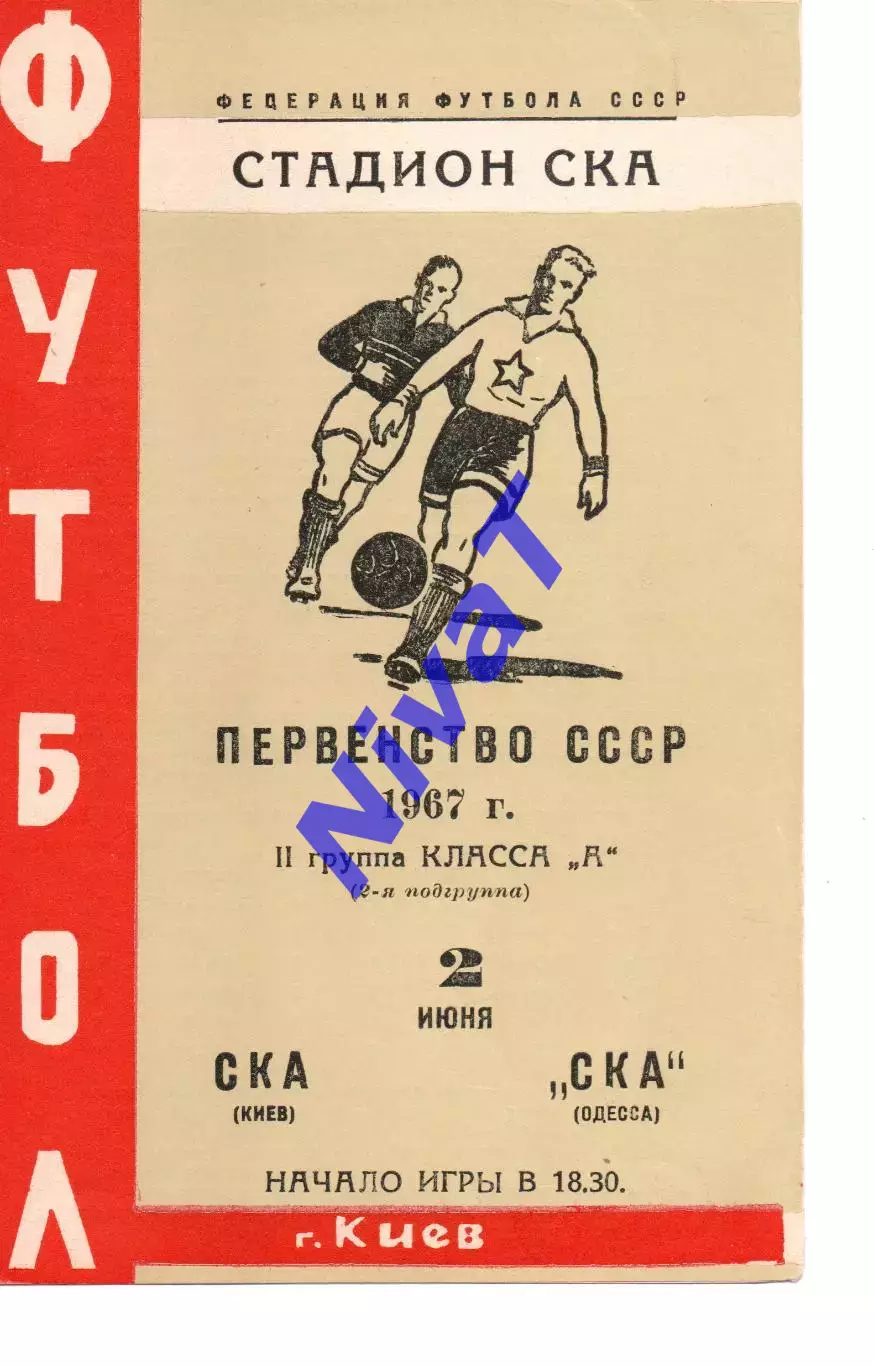 ФУТБОЛ
ФЕДЕРАЦИЯ ФУТБОЛА СССР
СТАДИОН СКА
ПЕРВЕНСТВО СССР
1967 г.
II группа КЛАССА „А“
(2-я подгруппа)
2
ИЮНЯ
СКА „СКА“
(КИЕВ) (ОДЕССА)
НАЧАЛО ИГРЫ В 18.30.
г. Киев
NivaT